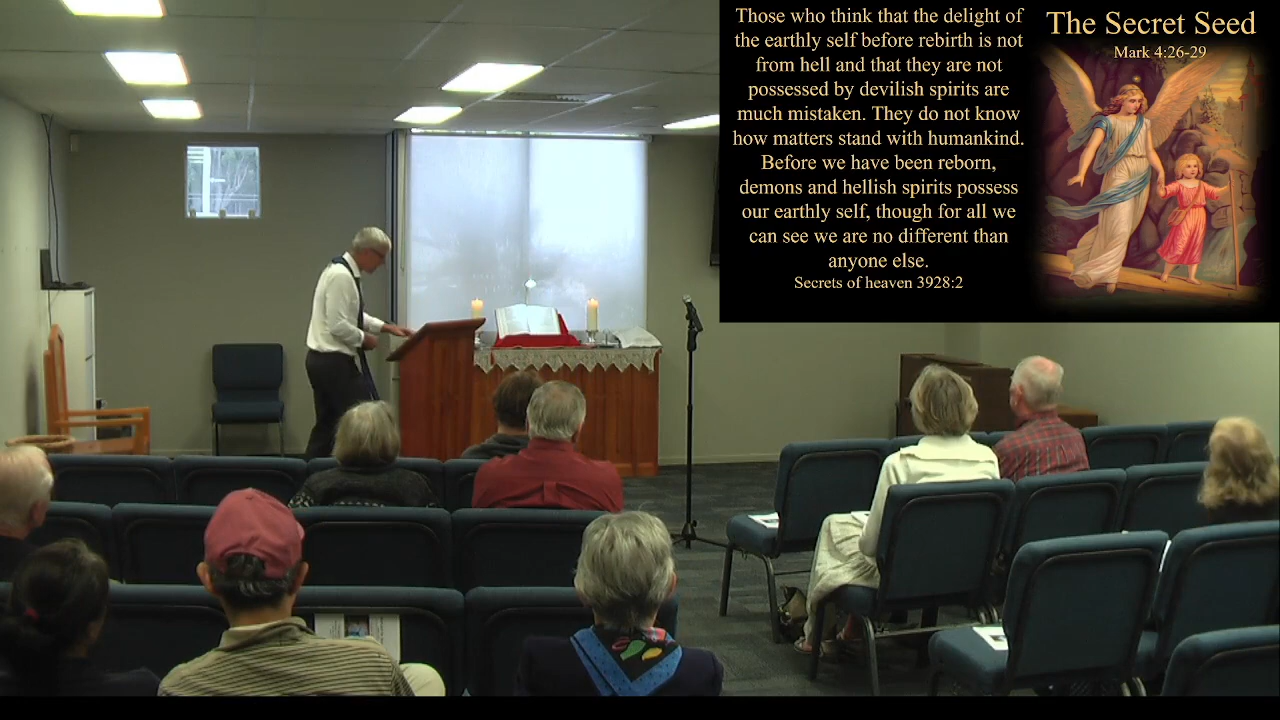 Those who think that the delight of
the earthly self before rebirth is not
from hell and that they are not
possessed by devilish spirits are
much mistaken. They do not know
how matters stand with humankind.
Before we have been reborn,
demons and hellish spirits possess
our earthly self, though for all we
can see we are no different than
anyone else.
Secrets of heaven 3928:2
The Secret Seed
Mark 4:26-29